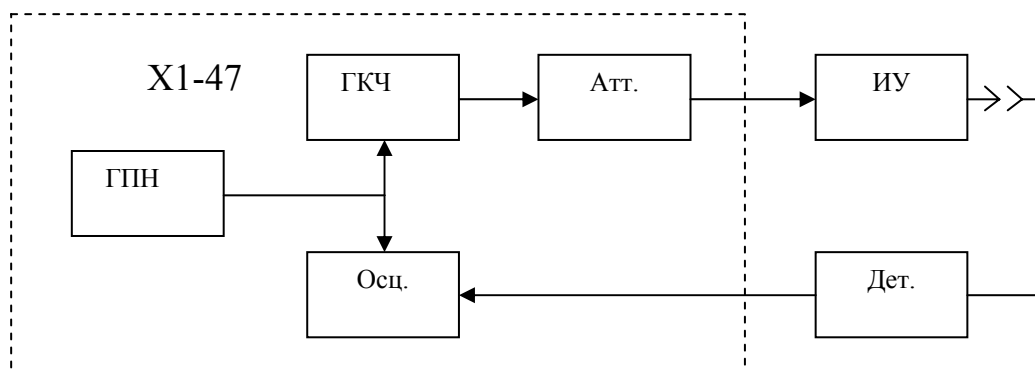 Х1-47
ГКЧ
Атт.
ИУ
ГПН
Осц.
Дет.